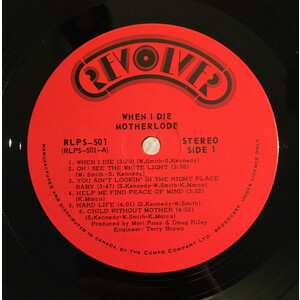 REVOLVER
WHEN I DIE
MOTHERLODE
RLPS-501
(RLPS-501-A)
STEREO
SIDE 1
1. WHEN I DIE (3:20) (W.Smith-S.Kennedy)
2. OH! SEE THE WHITE LIGHT (2:36)
(W. Smith -S. Kennedy)
3. YOU AIN'T LOOKIN' IN THE RIGHT PLACE
BABY (3:47) (S.Kennedy-W.Smith-K.Marco)
4. HELP ME FIND PEACE OF MIND (3:32)
(K. Marco)
5. HARD LIFE (4:01) (S.Kennedy-W.Smith)
6. CHILD WITHOUT MOTHER (4:02)
(S.Kennedy-W.Smith-K.Marco)
Produced by Mort Ross & Doug Riley
Engineer: Terry Brown
MANUFACTURED AND DISTRIBUTED IN CANADA BY THE COMPO COMPANY LTD.